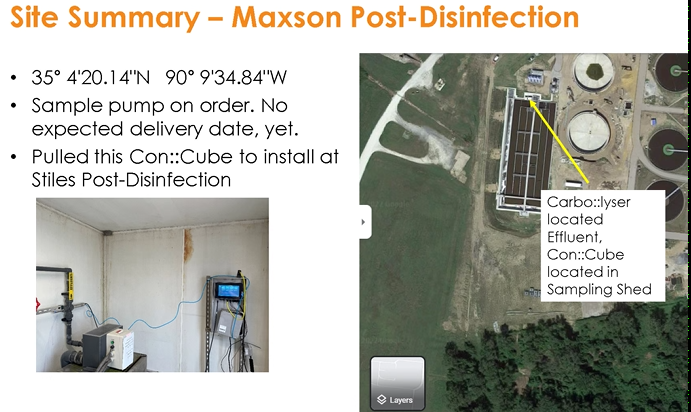 Site Summary – Maxson Post-Disinfection
• 35° 4'20.14"N 90° 9'34.84"W
• Sample pump on order. No
expected delivery date, yet.
• Pulled this Con::Cube to install at
Stiles Post-Disinfection
Carbo::lyser
located
Effluent,
Con::Cube
located in
Sampling Shed
Layers